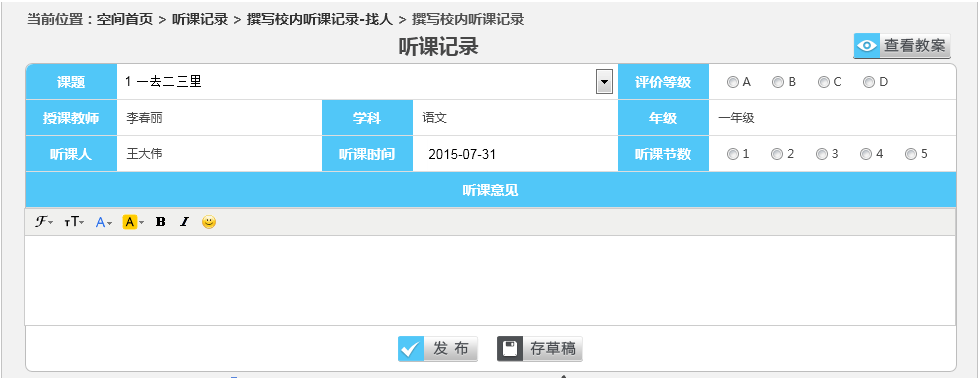 当前位置：空间首页 > 听课记录 > 撰写校内听课记录-找人 > 撰写校内听课记录
听课记录
查看教案
课题 1 一去二三里 评价等级 A B C D
授课教师 李春丽 学科 语文 年级 一年级
听课人 王大伟 听课时间 2015-07-31 听课节数 1 2 3 4 5
听课意见
F TT A A B I
发布 存草稿